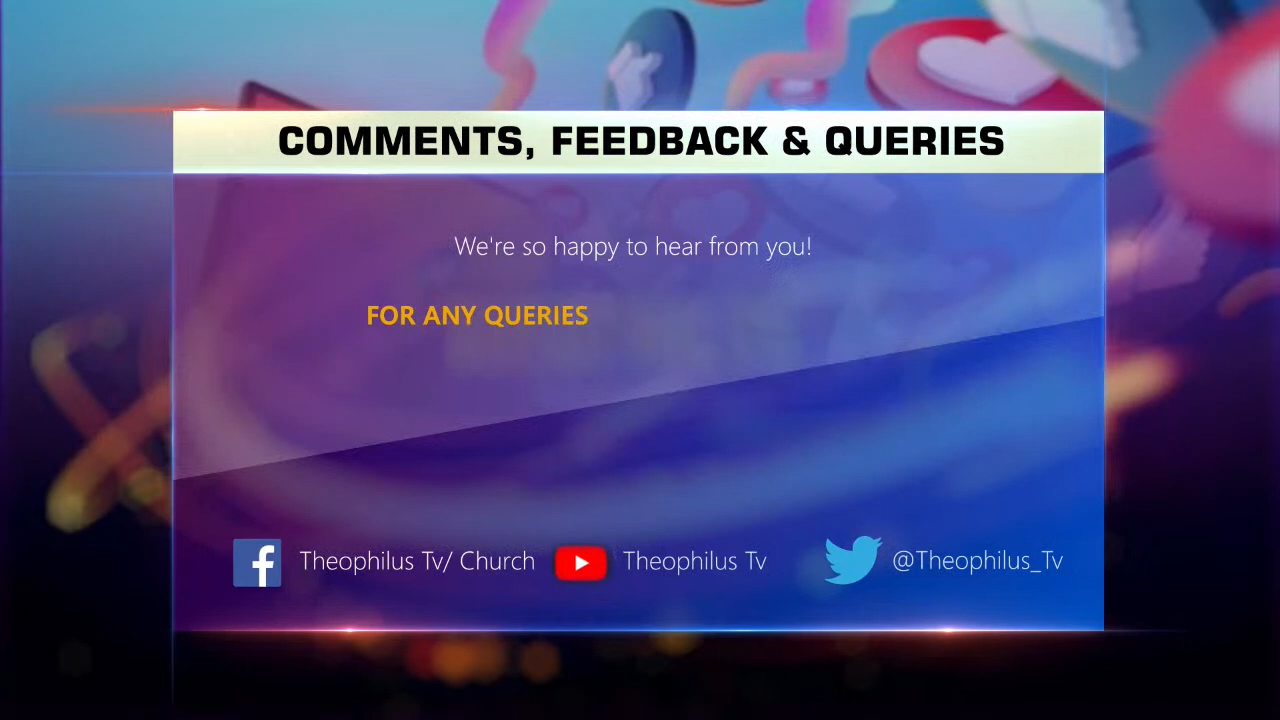 COMMENTS, FEEDBACK & QUERIES
We're so happy to hear from you!
FOR ANY QUERIES
Theophilus Tv/ Church
Theophilus Tv
@Theophilus_Tv